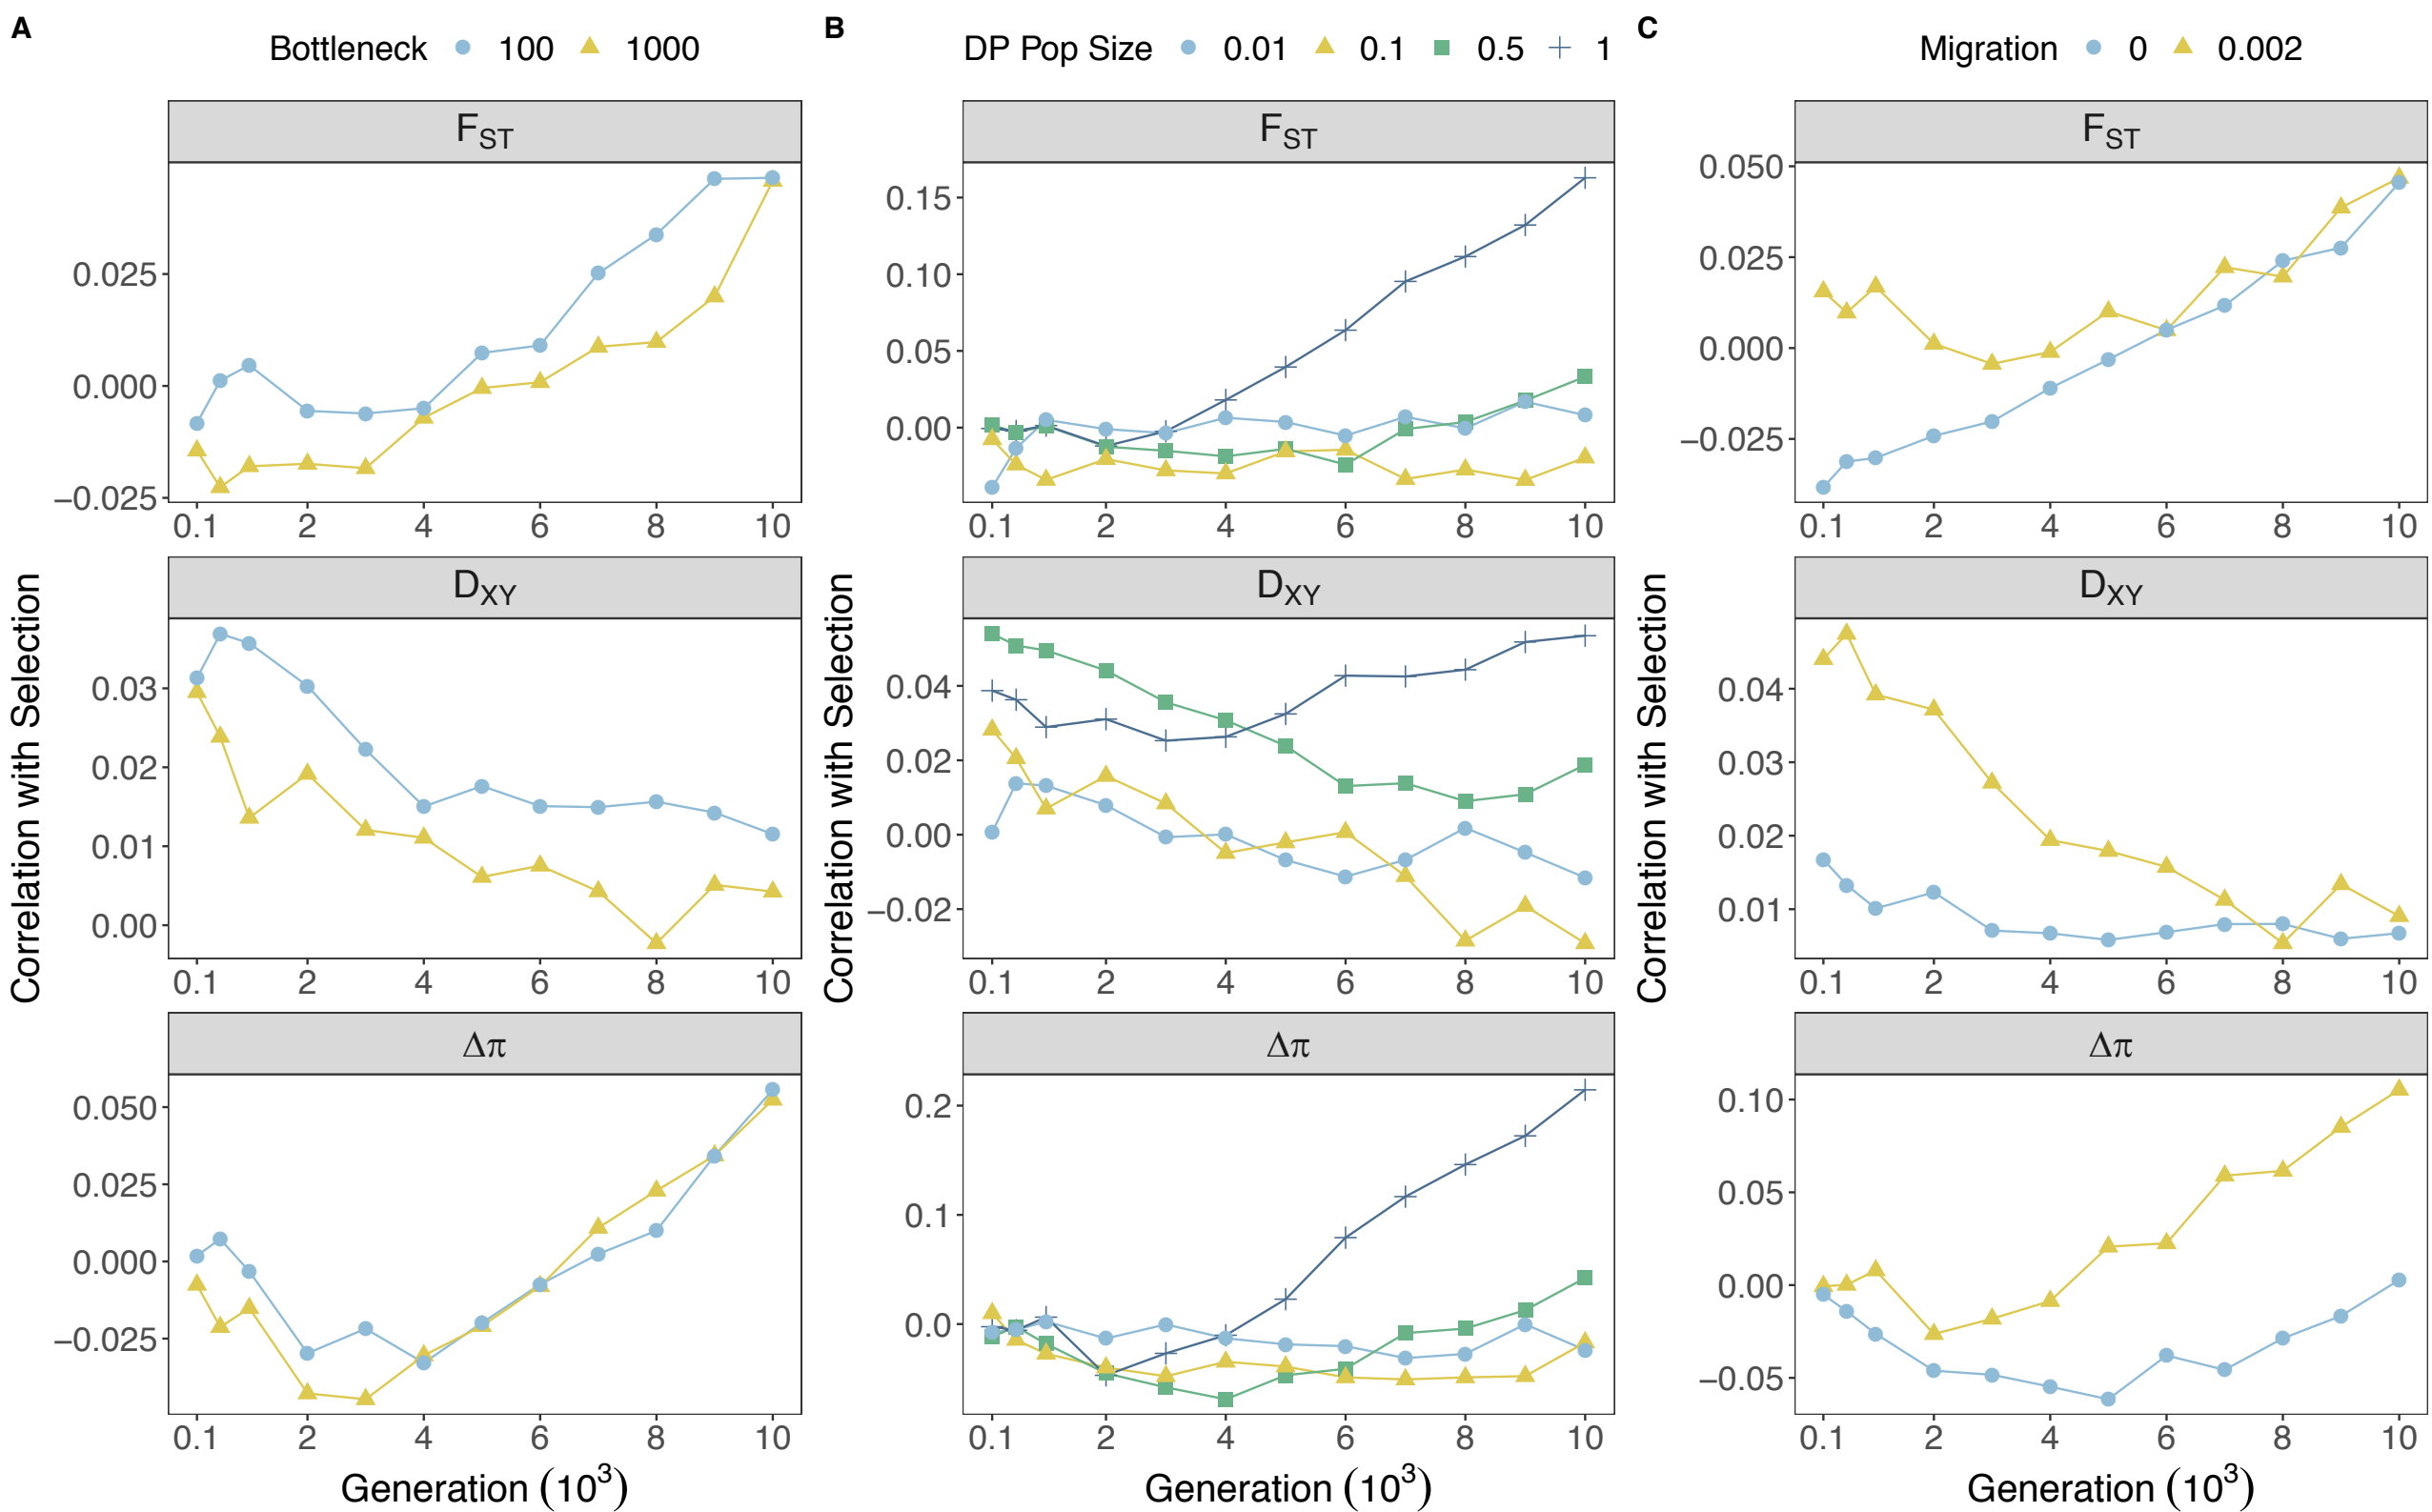 A
Bottleneck 100 1000
F_ST
0.025
0.000
−0.025
0.1 2 4 6 8 10
D_XY
0.03
0.02
0.01
0.00
0.1 2 4 6 8 10
Δπ
0.050
0.025
0.000
−0.025
0.1 2 4 6 8 10
Correlation with Selection
Generation (10³)
B
DP Pop Size 0.01 0.1 0.5 1
F_ST
0.15
0.10
0.05
0.00
0.1 2 4 6 8 10
D_XY
0.04
0.02
0.00
−0.02
0.1 2 4 6 8 10
Δπ
0.2
0.1
0.0
0.1 2 4 6 8 10
Correlation with Selection
Generation (10³)
C
Migration 0 0.002
F_ST
0.050
0.025
0.000
−0.025
0.1 2 4 6 8 10
D_XY
0.04
0.03
0.02
0.01
0.1 2 4 6 8 10
Δπ
0.10
0.05
0.00
−0.05
0.1 2 4 6 8 10
Correlation with Selection
Generation (10³)